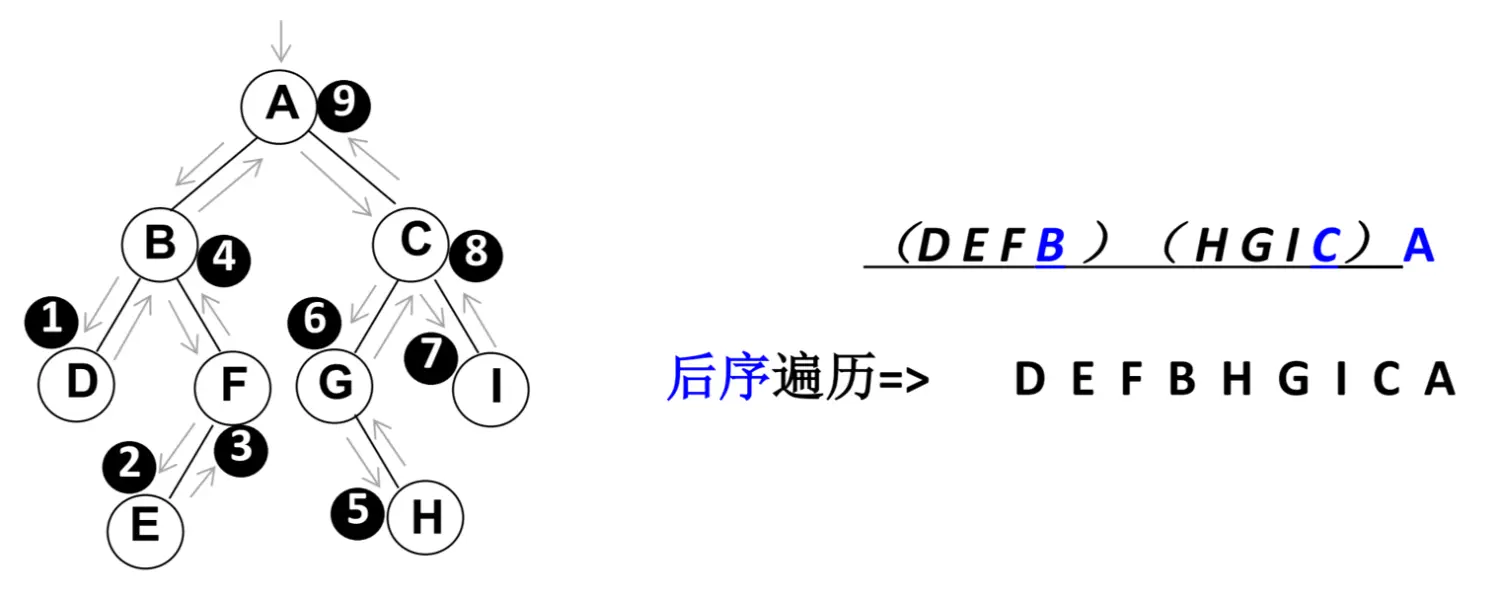 A 9
B 4 C 8
1 6 7
D F G I
2 3 5
E H
（D E F B ）（ H G I C）A
后序遍历=> D E F B H G I C A